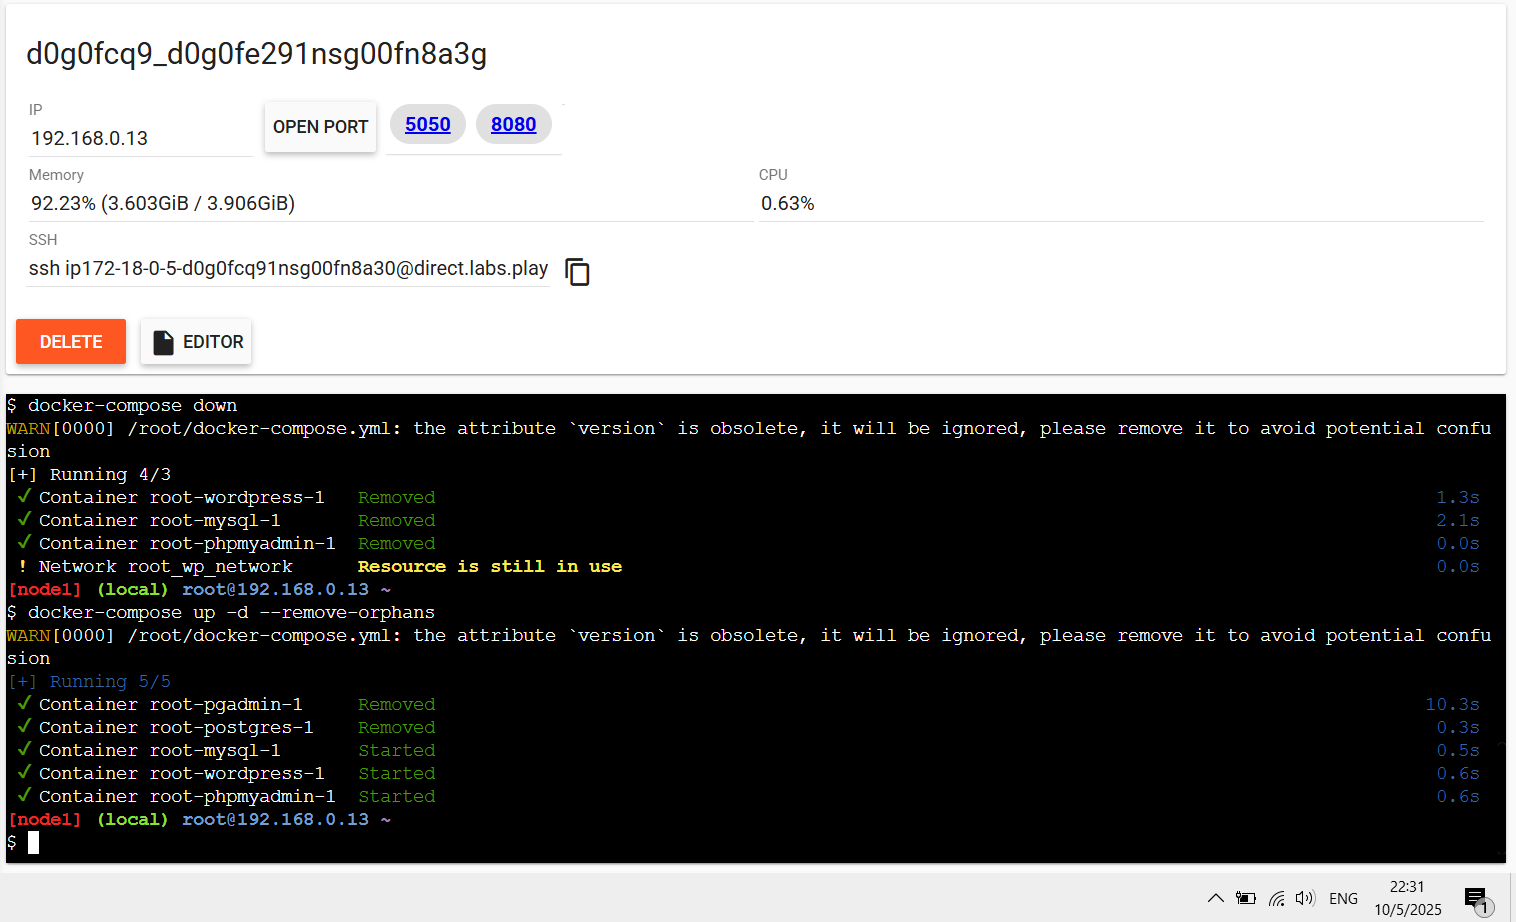 d0g0fcq9_d0g0fe291nsg00fn8a3g
IP
192.168.0.13
OPEN PORT
5050
8080
Memory
92.23% (3.603GiB / 3.906GiB)
CPU
0.63%
SSH
ssh ip172-18-0-5-d0g0fcq91nsg00fn8a30@direct.labs.play
DELETE
EDITOR
$ docker-compose down
WARN[0000] /root/docker-compose.yml: the attribute `version` is obsolete, it will be ignored, please remove it to avoid potential confu
sion
[+] Running 4/3
✓ Container root-wordpress-1 Removed 1.3s
✓ Container root-mysql-1 Removed 2.1s
✓ Container root-phpmyadmin-1 Removed 0.0s
! Network root_wp_network Resource is still in use 0.0s
[node1] (local) root@192.168.0.13 ~
$ docker-compose up -d --remove-orphans
WARN[0000] /root/docker-compose.yml: the attribute `version` is obsolete, it will be ignored, please remove it to avoid potential confu
sion
[+] Running 5/5
✓ Container root-pgadmin-1 Removed 10.3s
✓ Container root-postgres-1 Removed 0.3s
✓ Container root-mysql-1 Started 0.5s
✓ Container root-wordpress-1 Started 0.6s
✓ Container root-phpmyadmin-1 Started 0.6s
[node1] (local) root@192.168.0.13 ~
$
ENG
22:31
10/5/2025
1